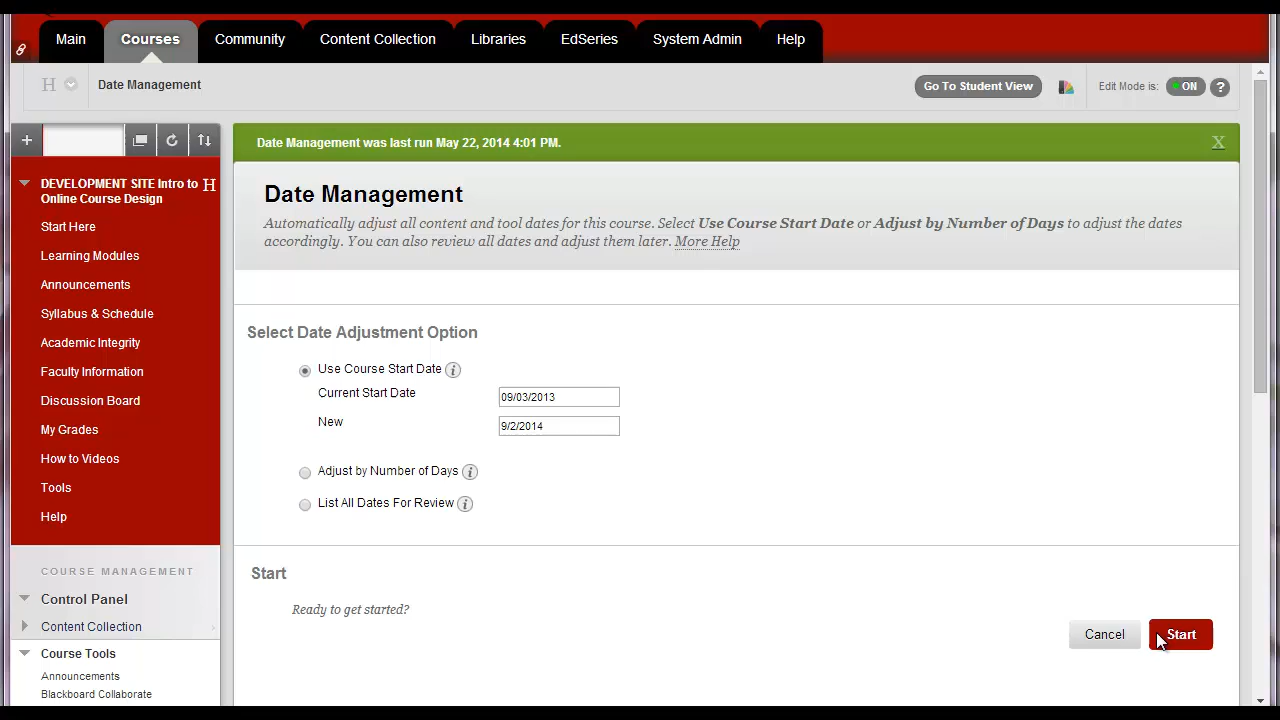 Main
Courses
Community
Content Collection
Libraries
EdSeries
System Admin
Help
H
Date Management
Go To Student View
Edit Mode is:
ON
?
Date Management was last run May 22, 2014 4:01 PM.
X
DEVELOPMENT SITE Intro to
Online Course Design
H
Start Here
Learning Modules
Announcements
Syllabus & Schedule
Academic Integrity
Faculty Information
Discussion Board
My Grades
How to Videos
Tools
Help
COURSE MANAGEMENT
Control Panel
Content Collection
Course Tools
Announcements
Blackboard Collaborate
Date Management
Automatically adjust all content and tool dates for this course. Select Use Course Start Date or Adjust by Number of Days to adjust the dates
accordingly. You can also review all dates and adjust them later. More Help
Select Date Adjustment Option
Use Course Start Date
Current Start Date
09/03/2013
New
9/2/2014
Adjust by Number of Days
List All Dates For Review
Start
Ready to get started?
Cancel
Start